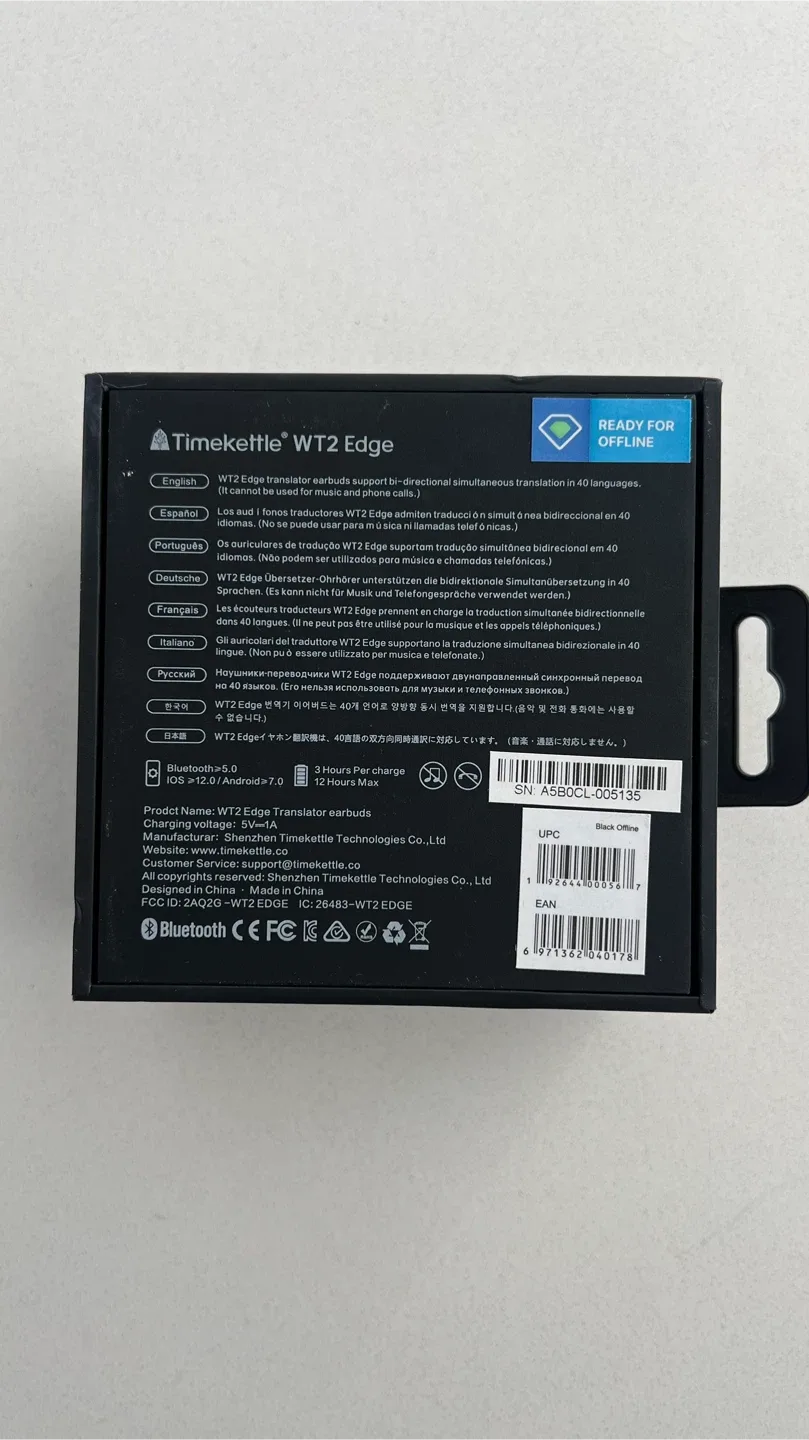 Timekettle® WT2 Edge
READY FOR
OFFLINE
English
WT2 Edge translator earbuds support bi-directional simultaneous translation in 40 languages.
(It cannot be used for music and phone calls.)
Español
Los aud í fonos traductores WT2 Edge admiten traducci ó n simult á nea bidireccional en 40
idiomas. (No se puede usar para m ú sica ni llamadas telef ó nicas.)
Português
Os auriculares de tradução WT2 Edge suportam tradução simultânea bidirecional em 40
idiomas. (Não podem ser utilizados para música e chamadas telefónicas.)
Deutsche
WT2 Edge Übersetzer-Ohrhörer unterstützen die bidirektionale Simultanübersetzung in 40
Sprachen. (Es kann nicht für Musik und Telefongespräche verwendet werden.)
Français
Les écouteurs traducteurs WT2 Edge prennent en charge la traduction simultanée bidirectionnelle
dans 40 langues. (Il ne peut pas être utilisé pour la musique et les appels téléphoniques.)
Italiano
Gli auricolari del traduttore WT2 Edge supportano la traduzione simultanea bidirezionale in 40
lingue. (Non pu ò essere utilizzato per musica e telefonate.)
Русский
Наушники-переводчики WT2 Edge поддерживают двунаправленный синхронный перевод
на 40 языков. (Его нельзя использовать для музыки и телефонных звонков.)
한국어
WT2 Edge 번역기 이어버드는 40개 언어로 양방향 동시 번역을 지원합니다.(음악 및 전화 통화에는 사용할
수 없습니다.)
日本語
WT2 Edgeイヤホン翻訳機は、40言語の双方向同時通訳に対応しています。（音楽・通話に対応しません。）
Bluetooth≥5.0
IOS ≥12.0 / Android≥7.0
3 Hours Per charge
12 Hours Max
SN: A5B0CL-005135
Prodct Name: WT2 Edge Translator earbuds
Charging voltage: 5V⎓1A
Manufacturar: Shenzhen Timekettle Technologies Co.,Ltd
Website: www.timekettle.co
Customer Service: support@timekettle.co
All copyrights reserved: Shenzhen Timekettle Technologies Co., Ltd
Designed in China · Made in China
FCC ID: 2AQ2G -WT2 EDGE IC: 26483-WT2 EDGE
Bluetooth CE FC
Black Offline
UPC
1 92644 00056 7
EAN
6 971362 040178